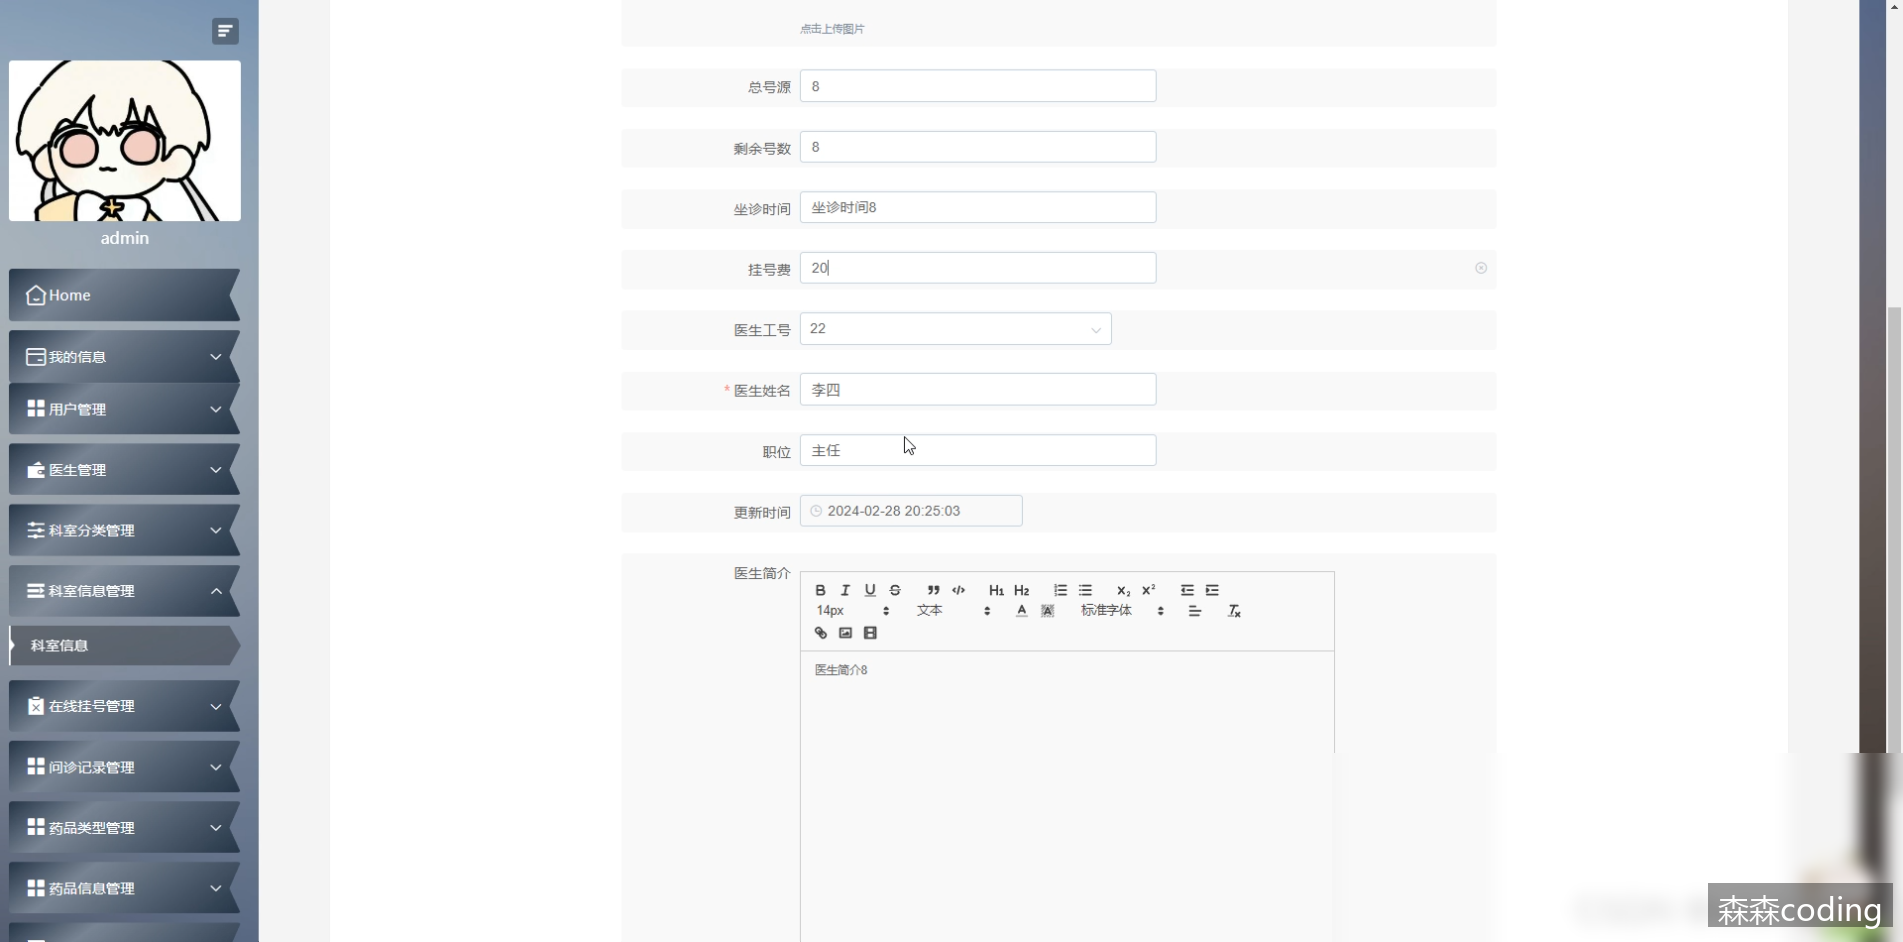 admin
Home
我的信息
用户管理
医生管理
科室分类管理
科室信息管理
科室信息
在线挂号管理
问诊记录管理
药品类型管理
药品信息管理
点击上传图片
总号源 8
剩余号数 8
坐诊时间 坐诊时间8
挂号费 20
医生工号 22
* 医生姓名 李四
职位 主任
更新时间 2024-02-28 20:25:03
医生简介
B I U S ” </> H1 H2 X₂ X²
14px 文本 A A 标准字体 Tx
医生简介8
森森coding